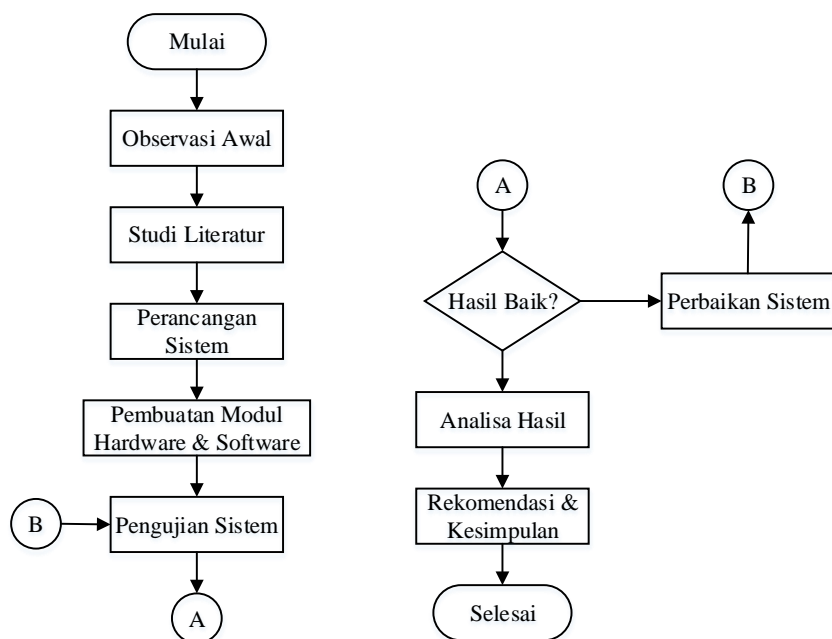 Mulai
Observasi Awal
Studi Literatur
Perancangan
Sistem
Pembuatan Modul
Hardware & Software
B
Pengujian Sistem
A
A
B
Hasil Baik?
Perbaikan Sistem
Analisa Hasil
Rekomendasi &
Kesimpulan
Selesai